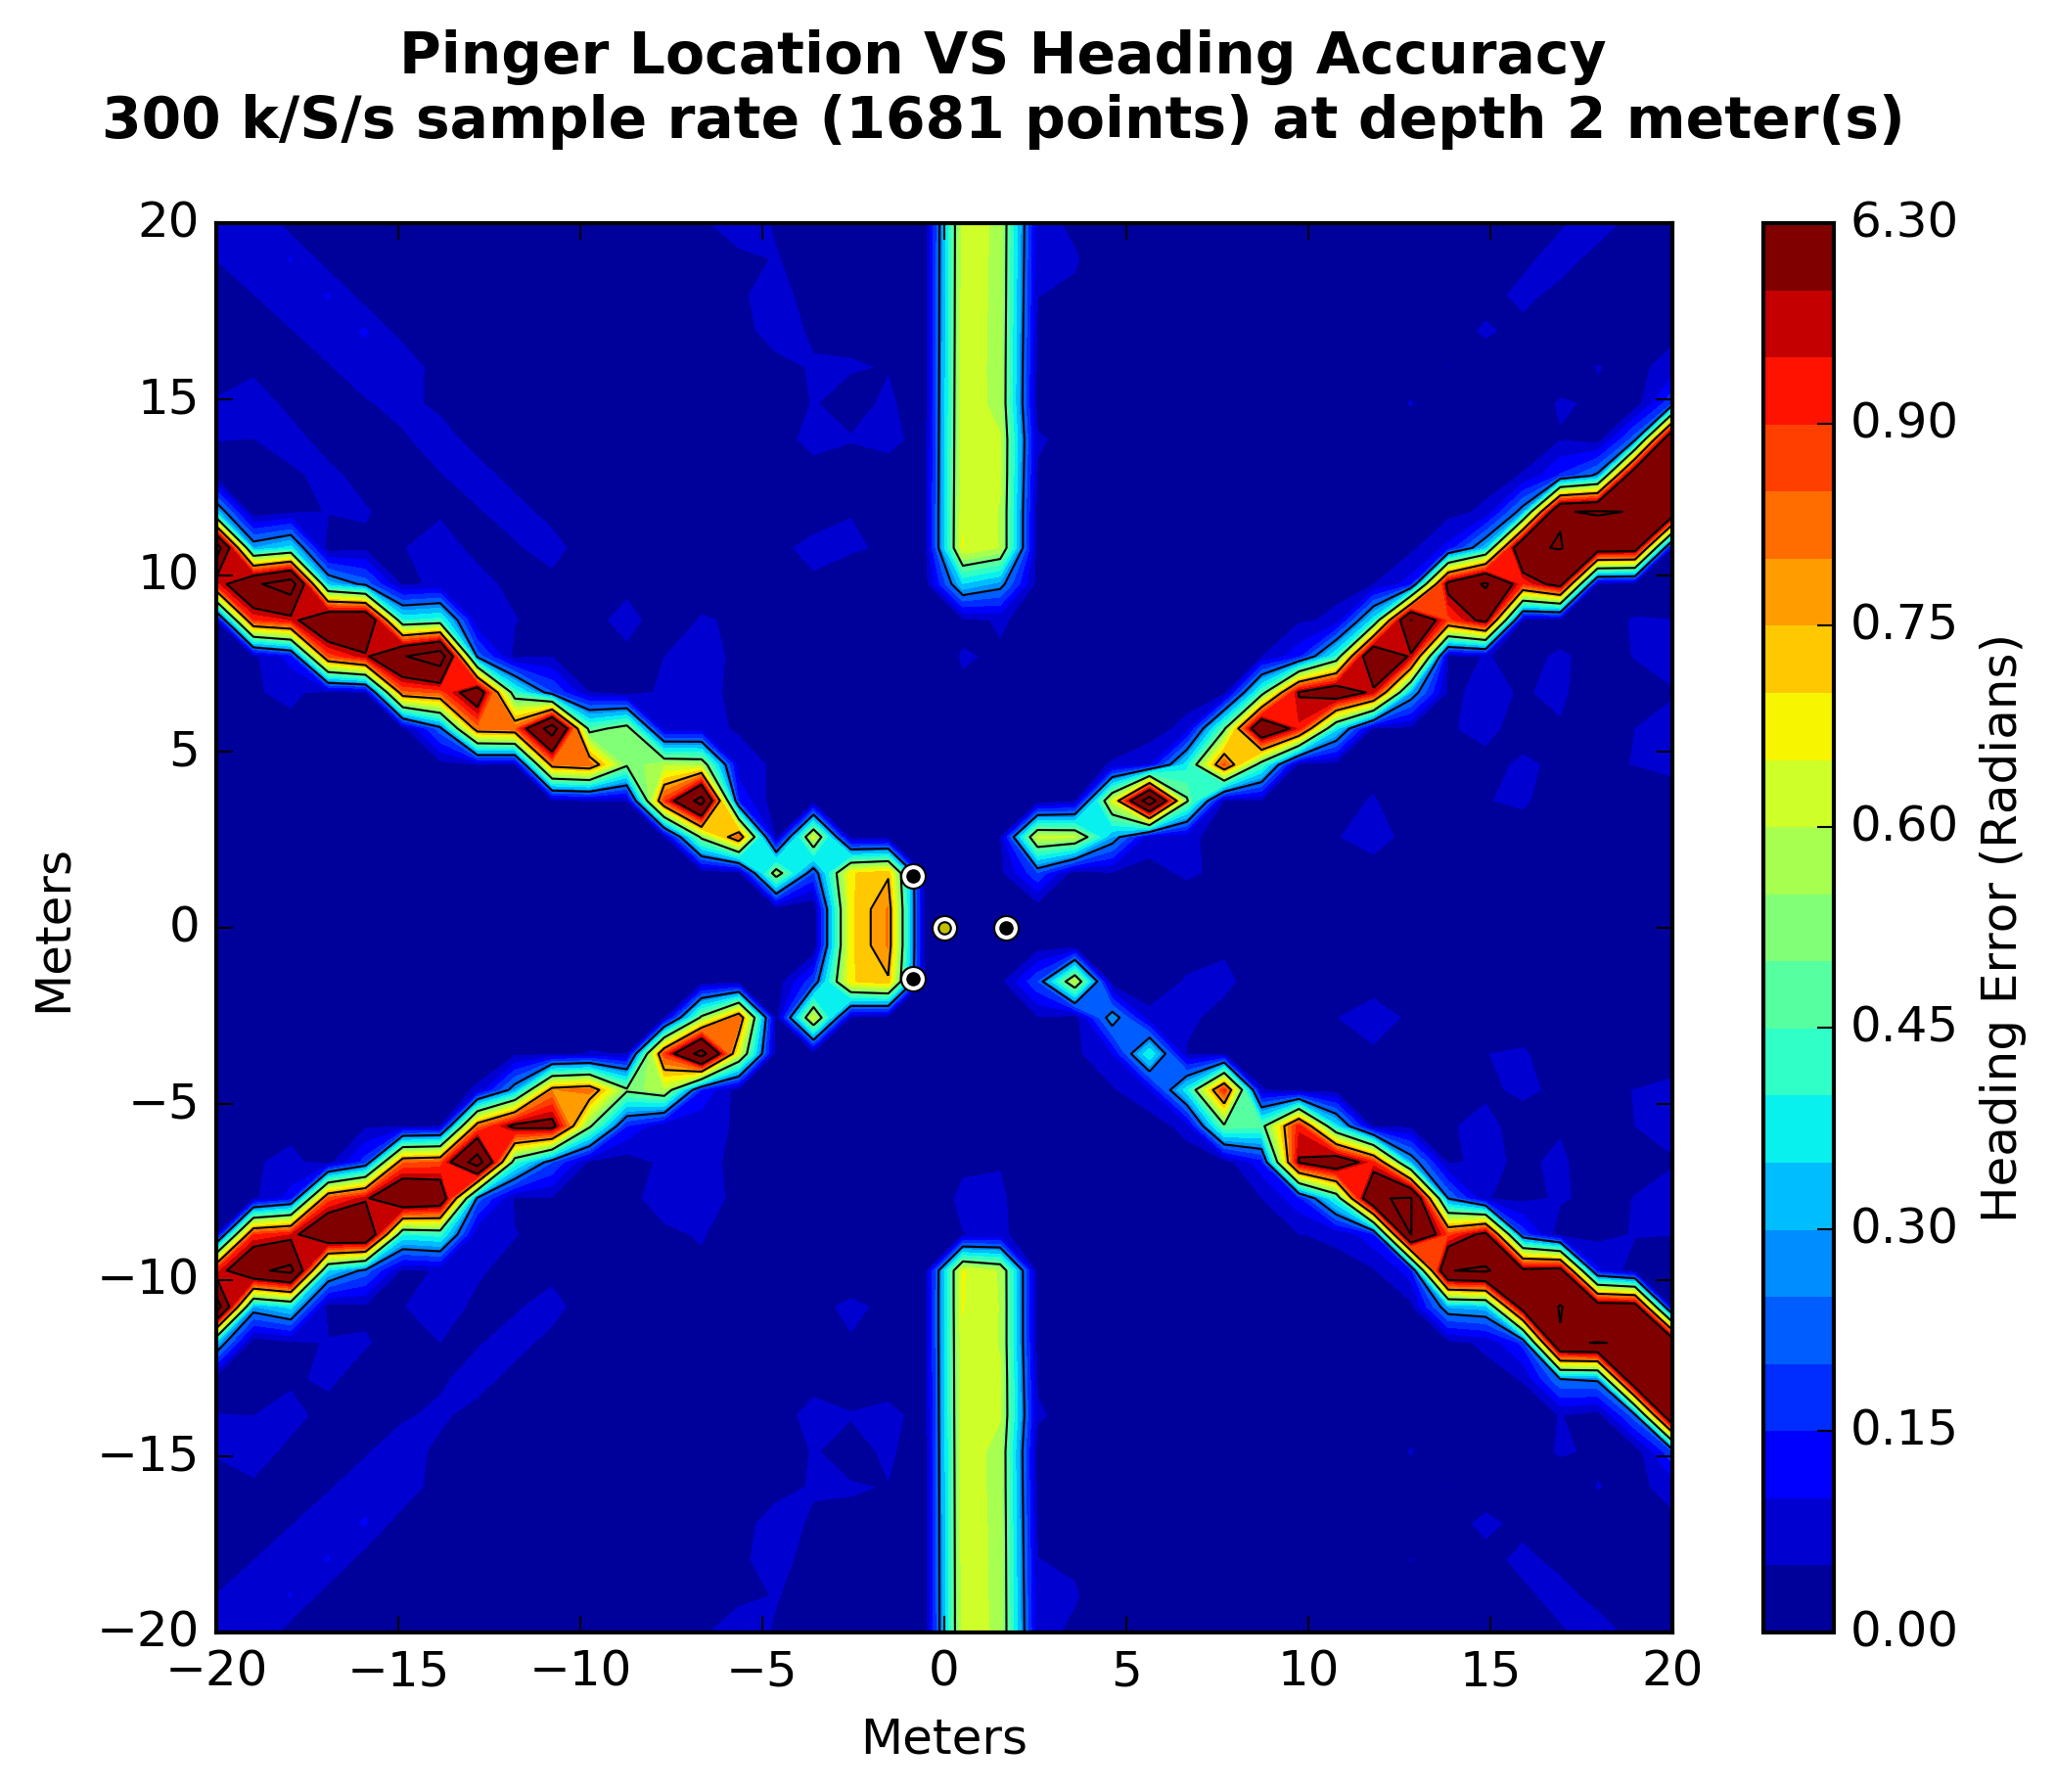 Pinger Location VS Heading Accuracy
300 k/S/s sample rate (1681 points) at depth 2 meter(s)
20
15
10
5
0
−5
−10
−15
−20
Meters
−20 −15 −10 −5 0 5 10 15 20
Meters
6.30
0.90
0.75
0.60
0.45
0.30
0.15
0.00
Heading Error (Radians)